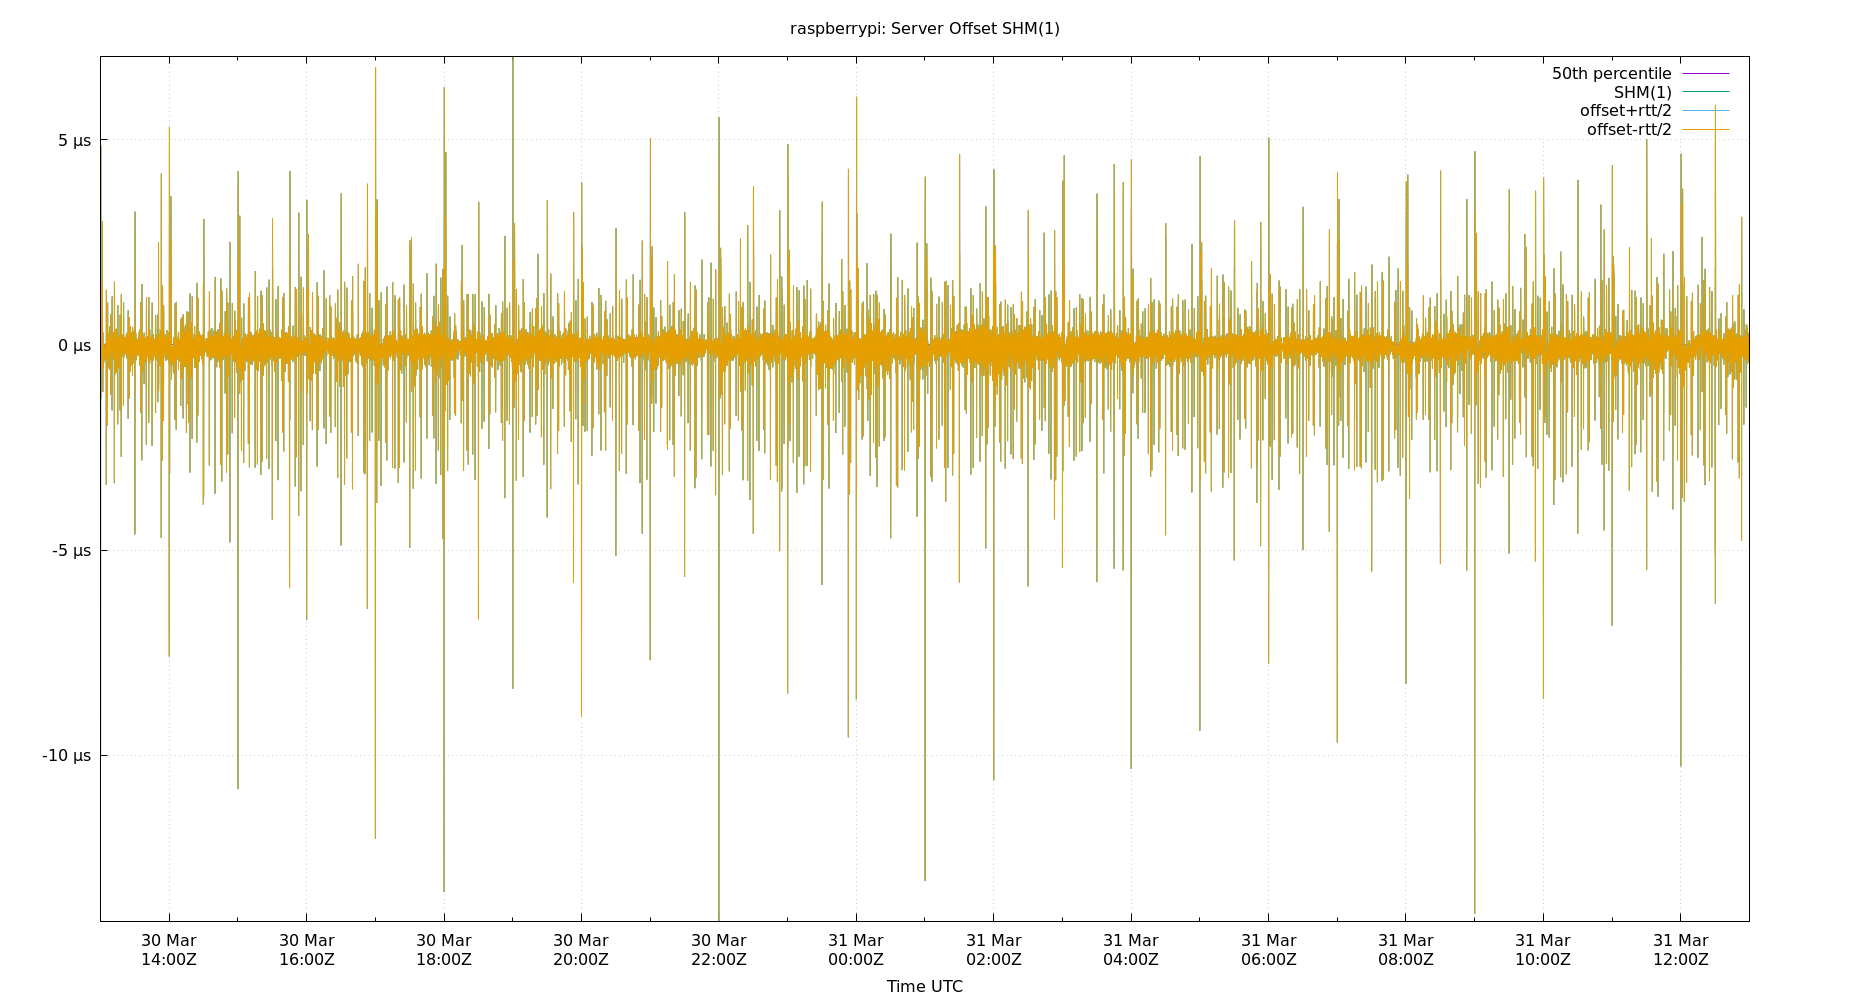 raspberrypi: Server Offset SHM(1)
50th percentile
SHM(1)
offset+rtt/2
offset-rtt/2
5 µs
0 µs
-5 µs
-10 µs
30 Mar 30 Mar 30 Mar 30 Mar 30 Mar 31 Mar 31 Mar 31 Mar 31 Mar 31 Mar 31 Mar 31 Mar
14:00Z 16:00Z 18:00Z 20:00Z 22:00Z 00:00Z 02:00Z 04:00Z 06:00Z 08:00Z 10:00Z 12:00Z
Time UTC